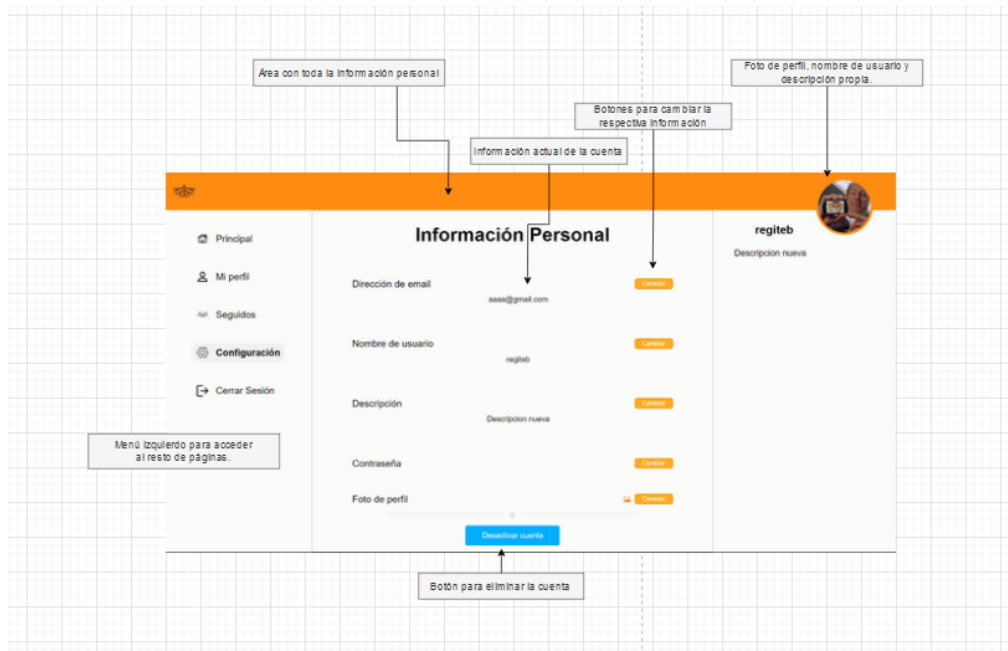 Área con toda la información personal
Foto de perfil, nombre de usuario y
descripción propia.
Botones para cambiar la
respectiva información
Información actual de la cuenta
Principal
Mi perfil
Seguidos
Configuración
Cerrar Sesión
Menú izquierdo para acceder
al resto de páginas.
Información Personal
Dirección de email
Cambiar
aaaa@gmail.com
Nombre de usuario
Cambiar
regiteb
Descripción
Cambiar
Descripcion nueva
Contraseña
Cambiar
Foto de perfil
Cambiar
Desactivar cuenta
regiteb
Descripcion nueva
Botón para eliminar la cuenta